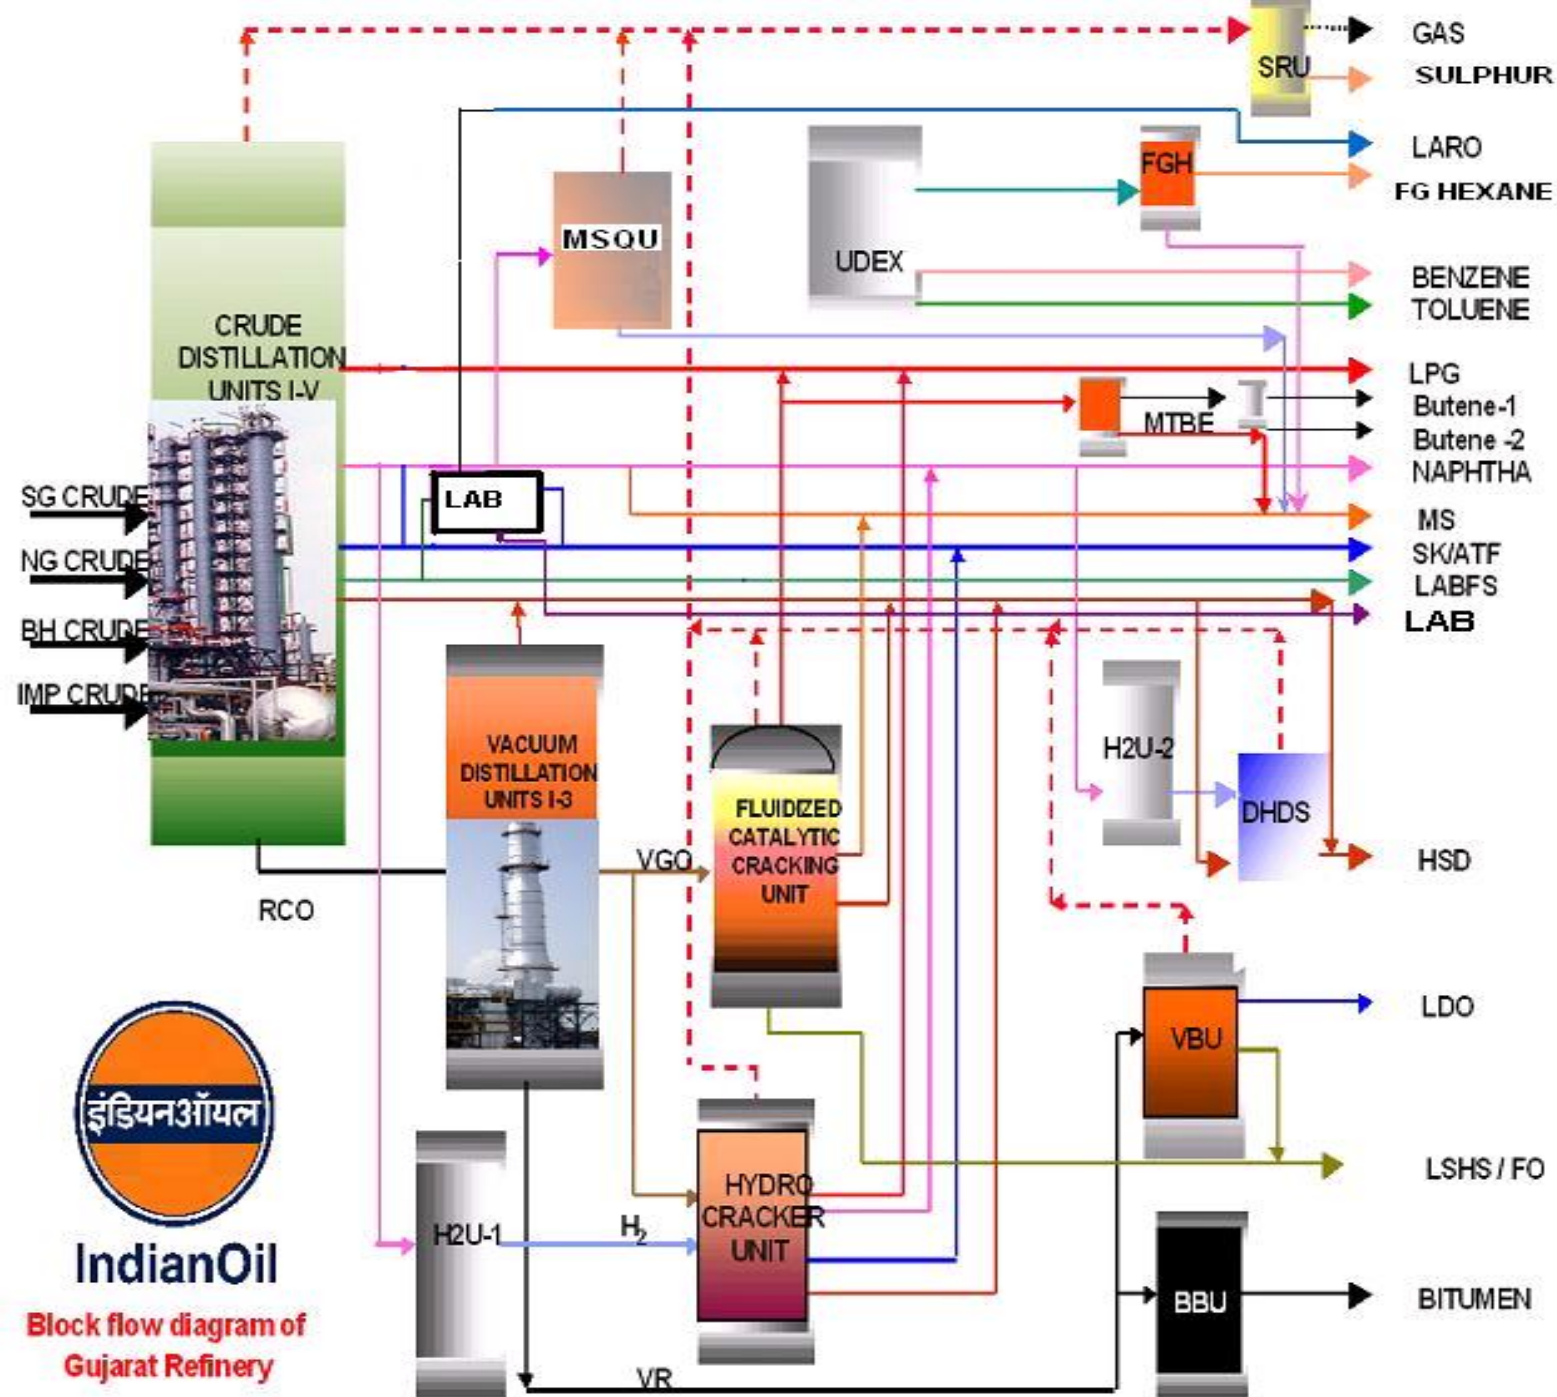 GAS
SRU
SULPHUR
LARO
FGH
FG HEXANE
MSQU
UDEX
BENZENE
TOLUENE
CRUDE
DISTILLATION
UNITS I-V
LPG
Butene-1
MTBE
Butene -2
NAPHTHA
LAB
SG CRUDE
MS
SK/ATF
NG CRUDE
LABFS
LAB
BH CRUDE
IMP CRUDE
VACUUM
DISTILLATION
UNITS I-3
H2U-2
FLUIDIZED
CATALYTIC
CRACKING
UNIT
DHDS
VGO
HSD
RCO
LDO
VBU
इंडियनऑयल
LSHS / FO
HYDRO
CRACKER
UNIT
H2U-1
H2
IndianOil
BBU
BITUMEN
Block flow diagram of
Gujarat Refinery
VR